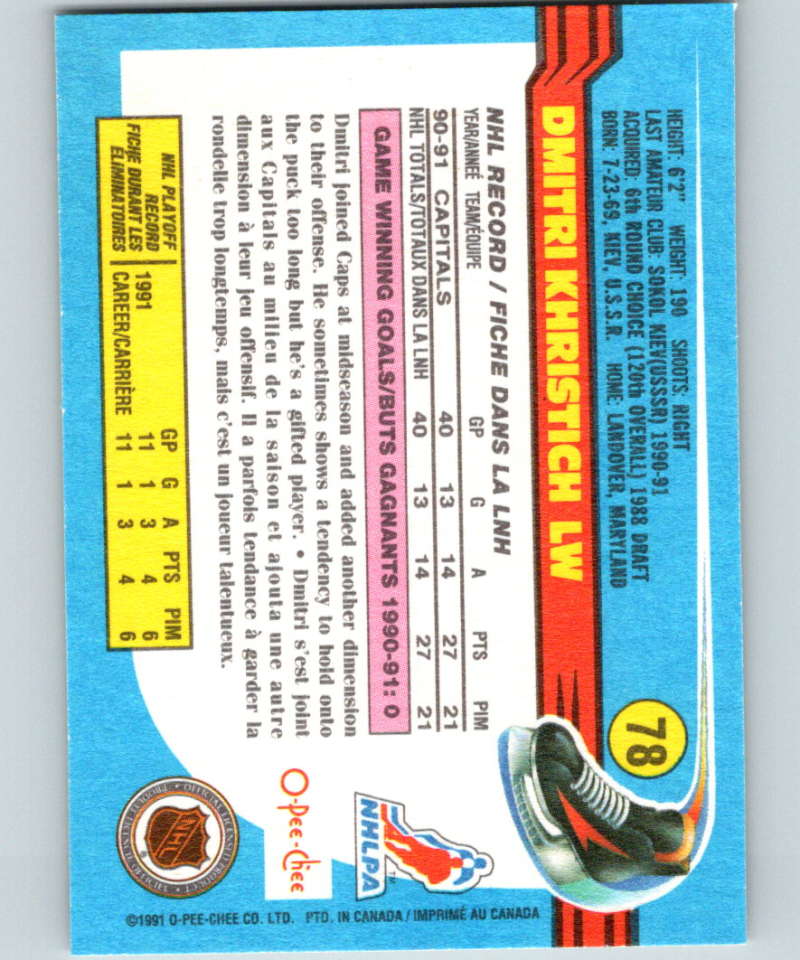 HEIGHT: 6'2" WEIGHT: 190 SHOOTS: RIGHT
LAST AMATEUR CLUB: SOKOL KIEV(USSR) 1990-91
ACQUIRED: 6th ROUND CHOICE (120th OVERALL) 1988 DRAFT
BORN: 7-23-69, KIEV, U.S.S.R. HOME: LANDOVER, MARYLAND
78
DMITRI KHRISTICH LW
NHL RECORD / FICHE DANS LA LNH
YEAR/ANNÉE TEAM/ÉQUIPE GP G A PTS PIM
90-91 CAPITALS 40 13 14 27 21
NHL TOTALS/TOTAUX DANS LA LNH 40 13 14 27 21
GAME WINNING GOALS/BUTS GAGNANTS 1990-91: 0
Dmitri joined Caps at midseason and added another dimension
to their offense. He sometimes shows a tendency to hold onto
the puck too long but he's a gifted player. • Dmitri s'est joint
aux Capitals au milieu de la saison et ajouta une autre
dimension à leur jeu offensif. Il a parfois tendance à garder la
rondelle trop longtemps, mais c'est un joueur talentueux.
NHL PLAYOFF
RECORD
FICHE DURANT LES
ÉLIMINATOIRES
GP G A PTS PIM
1991 11 1 3 4 6
CAREER/CARRIÈRE 11 1 3 4 6
NHLPA
TM
O-Pee-Chee
NHL
OFFICIAL LICENSED PRODUCT
©1991 O-PEE-CHEE CO. LTD. PTD. IN CANADA / IMPRIMÉ AU CANADA